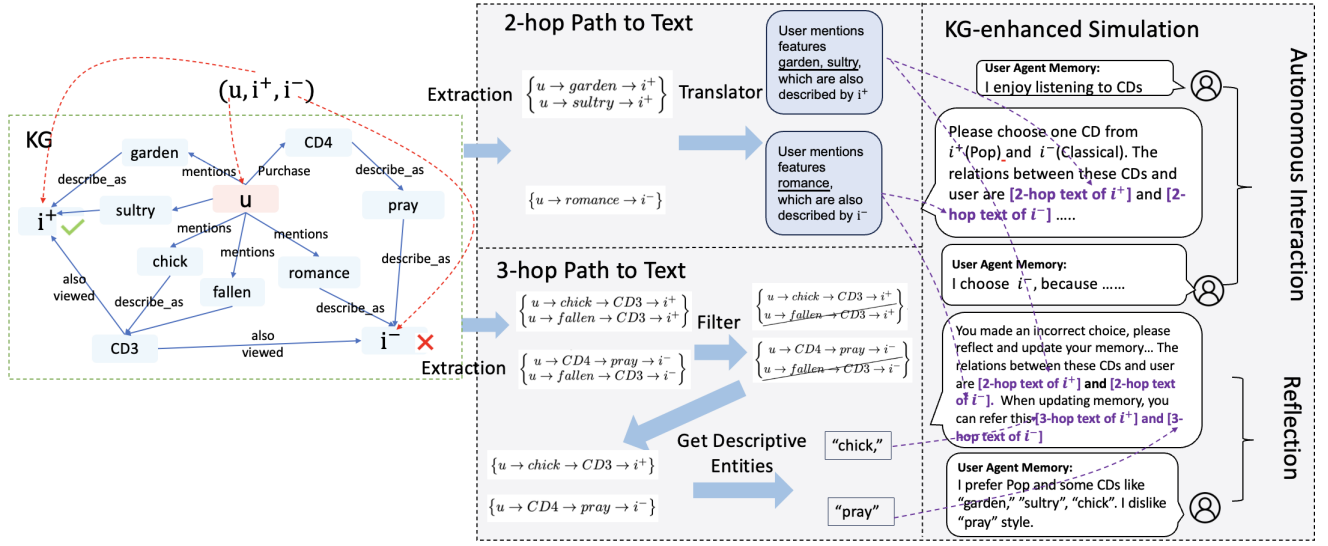 (u, i⁺, i⁻)
KG
garden
CD4
mentions
Purchase
describe_as
i⁺
sultry
u
pray
mentions
mentions
mentions
chick
romance
fallen
describe_as
also
viewed
describe_as
describe_as
CD3
also
viewed
i⁻
2-hop Path to Text
Extraction
{u → garden → i⁺
u → sultry → i⁺}
Translator
User mentions
features
garden, sultry,
which are also
described by i⁺
{u → romance → i⁻}
User mentions
features
romance,
which are also
described by i⁻
3-hop Path to Text
Extraction
{u → chick → CD3 → i⁺
u → fallen → CD3 → i⁺}
{u → CD4 → pray → i⁻
u → fallen → CD3 → i⁻}
Filter
{u → chick → CD3 → i⁺
u → fallen → CD3 → i⁺}
{u → CD4 → pray → i⁻
u → fallen → CD3 → i⁻}
{u → chick → CD3 → i⁺}
{u → CD4 → pray → i⁻}
Get Descriptive
Entities
“chick,”
“pray”
KG-enhanced Simulation
User Agent Memory:
I enjoy listening to CDs
Please choose one CD from
i⁺(Pop) and i⁻(Classical). The
relations between these CDs and
user are [2-hop text of i⁺] and [2-
hop text of i⁻] .....
User Agent Memory:
I choose i⁻, because ......
Autonomous Interaction
You made an incorrect choice, please
reflect and update your memory... The
relations between these CDs and user
are [2-hop text of i⁺] and [2-hop text
of i⁻]. When updating memory, you
can refer this [3-hop text of i⁺] and [3-
hop text of i⁻]
User Agent Memory:
I prefer Pop and some CDs like
“garden,” ”sultry”, “chick”. I dislike
“pray” style.
Reflection